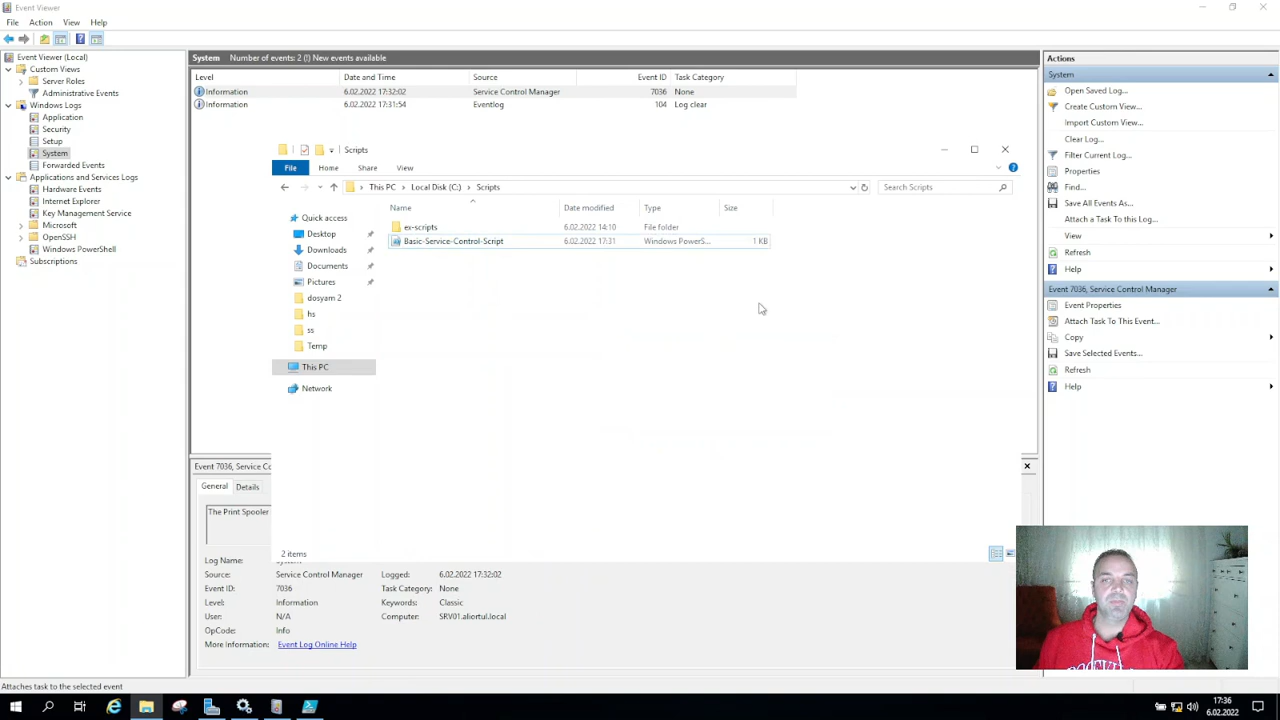 Event Viewer
File Action View Help
Event Viewer (Local)
Custom Views
Server Roles
Administrative Events
Windows Logs
Application
Security
Setup
System
Forwarded Events
Applications and Services Logs
Hardware Events
Internet Explorer
Key Management Service
Microsoft
OpenSSH
Windows PowerShell
Subscriptions
System Number of events: 2 (!) New events available
Level Date and Time Source Event ID Task Category
Information 6.02.2022 17:32:02 Service Control Manager 7036 None
Information 6.02.2022 17:31:54 Eventlog 104 Log clear
Scripts
File Home Share View
This PC Local Disk (C:) Scripts Search Scripts
Name Date modified Type Size
ex-scripts 6.02.2022 14:10 File folder
Basic-Service-Control-Script 6.02.2022 17:31 Windows PowerS... 1 KB
Quick access
Desktop
Downloads
Documents
Pictures
dosyam 2
hs
ss
Temp
This PC
Network
2 items
Event 7036, Service Co
General Details
The Print Spooler
Log Name:
Source: Service Control Manager Logged: 6.02.2022 17:32:02
Event ID: 7036 Task Category: None
Level: Information Keywords: Classic
User: N/A Computer: SRV01.aliortul.local
OpCode: Info
More Information: Event Log Online Help
Actions
System
Open Saved Log...
Create Custom View...
Import Custom View...
Clear Log...
Filter Current Log...
Properties
Find...
Save All Events As...
Attach a Task To this Log...
View
Refresh
Help
Event 7036, Service Control Manager
Event Properties
Attach Task To This Event...
Copy
Save Selected Events...
Refresh
Help
Attaches task to the selected event
17:36
6.02.2022